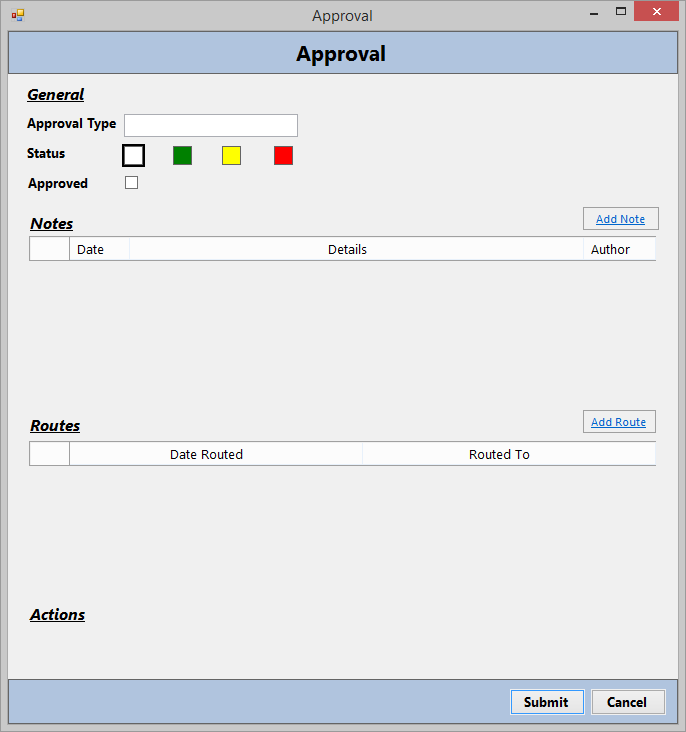 Approval
Approval
General
Approval Type
Status
Approved
Notes
Add Note
Date Details Author
Routes
Add Route
Date Routed Routed To
Actions
Submit Cancel